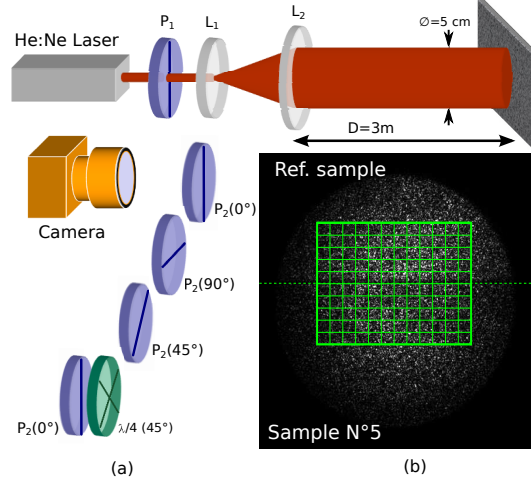 He:Ne Laser
P₁
L₁
L₂
∅=5 cm
D=3m
Camera
P₂(0°)
P₂(90°)
P₂(45°)
P₂(0°)
λ/4 (45°)
(a)
Ref. sample
Sample N°5
(b)